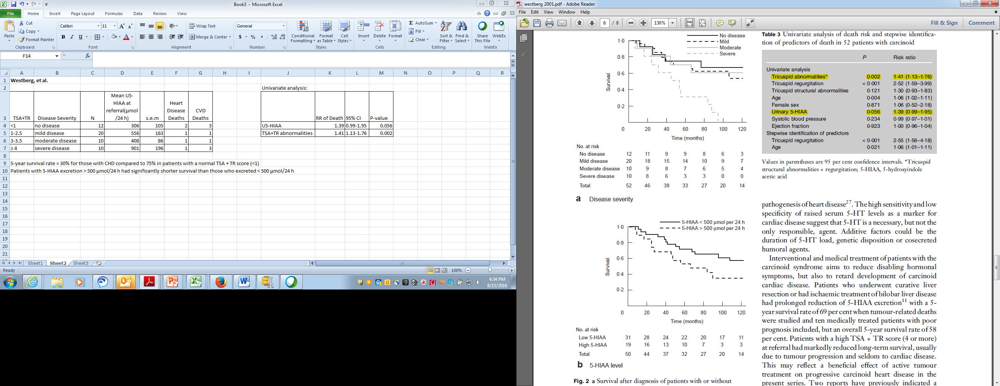 Book3 - Microsoft Excel
File Home Insert Page Layout Formulas Data Review View
Paste
Cut
Copy
Format Painter
Clipboard
Calibri 11
B I U
Font
Wrap Text
Merge & Center
Alignment
General
$ % ,
Number
Conditional Formatting
Format as Table
Cell Styles
Styles
Insert Delete Format
Cells
AutoSum
Fill
Clear
Sort & Filter
Find & Select
Editing
Share This File
WebEx
WebEx
F14
fx
A B C D E F G H I J K L M N O P Q R
1 Westberg, et al.
2 Univariate analysis:
3 TSA+TR Disease Severity N Mean U5-HIAA at referral(µmol/24 h) s.e.m Heart Disease Deaths CVD Deaths RR of Death 95% CI P-value
4 <1 no disease 12 306 105 2 3 U5-HIAA 1.39 0.99-1.95 0.056
5 1-2.5 mild disease 20 556 163 1 1 TSA+TR abnormalities 1.41 1.13-1.76 0.002
6 3-3.5 moderate disease 10 408 86 1 1
7 ≥ 4 severe disease 10 901 196 1 3
8
9 5-year survival rate = 30% for those with CHD compared to 75% in patients with a normal TSA + TR score (<1)
10 Patients with 5-HIAA excretion > 500 µmol/24 h had significantly shorter survival than those who excreted < 500 µmol/24 h
11
12
13
14
15
16
17
18
19
20
21
Sheet1 Sheet2 Sheet3
Ready
100%
4:34 PM
8/15/2016
westberg 2001.pdf - Adobe Reader
File Edit View Window Help
6 / 8 130% Fill & Sign Comment
No disease
Mild
Moderate
Severe
1·0
0·8
0·6
0·4
0·2
Survival
0 20 40 60 80 100 120
Time (months)
No. at risk
No disease 12 11 9 9 8 6 3
Mild disease 20 18 15 14 10 9 7
Moderate disease 10 9 8 7 6 5 4
Severe disease 10 8 6 3 3 0 0
Total 52 46 38 33 27 20 14
a Disease severity
5-HIAA < 500 µmol per 24 h
5-HIAA > 500 µmol per 24 h
1·0
0·8
0·6
0·4
0·2
Survival
0 20 40 60 80 100 120
Time (months)
No. at risk
Low 5-HIAA 31 28 24 22 20 17 11
High 5-HIAA 19 16 13 10 7 3 3
Total 50 44 37 32 27 20 14
b 5-HIAA level
Fig. 2 a Survival after diagnosis of patients with or without
Table 3 Univariate analysis of death risk and stepwise identifica-
tion of predictors of death in 52 patients with carcinoid
P Risk ratio
Univariate analysis
Tricuspid abnormalities* 0·002 1·41 (1·13–1·76)
Tricuspid regurgitation < 0·001 2·52 (1·59–3·99)
Tricuspid structural abnormalities 0·121 1·30 (0·93–1·83)
Age 0·004 1·06 (1·02–1·11)
Female sex 0·871 1·06 (0·52–2·18)
Urinary 5-HIAA 0·056 1·39 (0·99–1·95)
Systolic blood pressure 0·234 0·99 (0·97–1·01)
Ejection fraction 0·923 1·00 (0·96–1·04)
Stepwise identification of predictors
Tricuspid regurgitation < 0·001 2·55 (1·56–4·18)
Age 0·021 1·06 (1·01–1·11)
Values in parentheses are 95 per cent confidence intervals. *Tricuspid
structural abnormalities + regurgitation; 5-HIAA, 5-hydroxyindole
acetic acid
pathogenesis of heart disease27. The high sensitivity and low
specificity of raised serum 5-HT levels as a marker for
cardiac disease suggest that 5-HT is a necessary, but not the
only responsible, agent. Additive factors could be the
duration of 5-HT load, genetic disposition or cosecreted
humoral agents.
Interventional and medical treatment of patients with the
carcinoid syndrome aims to reduce disabling hormonal
symptoms, but also to retard development of carcinoid
cardiac disease. Patients who underwent curative liver
resection or had ischaemic treatment of bilobar liver disease
had prolonged reduction of 5-HIAA excretion11 with a 5-
year survival rate of 69 per cent when tumour-related deaths
were studied and ten medically treated patients with poor
prognosis included, but an overall 5-year survival rate of 58
per cent. Patients with a high TSA + TR score (4 or more)
at referral had markedly reduced long-term survival, usually
due to tumour progression and seldom to cardiac disease.
This may reflect a beneficial effect of active tumour
treatment on progressive carcinoid heart disease in the
present series. Two reports have previously indicated a